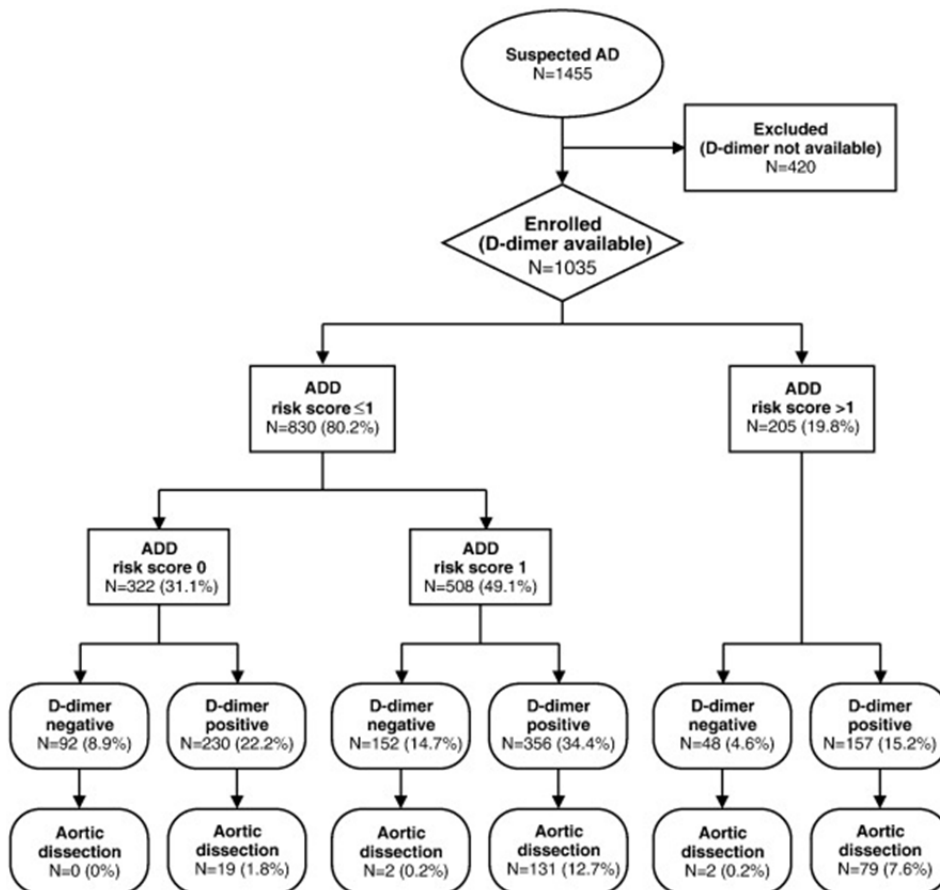 Suspected AD
N=1455
Excluded
(D-dimer not available)
N=420
Enrolled
(D-dimer available)
N=1035
ADD
risk score ≤1
N=830 (80.2%)
ADD
risk score >1
N=205 (19.8%)
ADD
risk score 0
N=322 (31.1%)
ADD
risk score 1
N=508 (49.1%)
D-dimer
negative
N=92 (8.9%)
D-dimer
positive
N=230 (22.2%)
D-dimer
negative
N=152 (14.7%)
D-dimer
positive
N=356 (34.4%)
D-dimer
negative
N=48 (4.6%)
D-dimer
positive
N=157 (15.2%)
Aortic
dissection
N=0 (0%)
Aortic
dissection
N=19 (1.8%)
Aortic
dissection
N=2 (0.2%)
Aortic
dissection
N=131 (12.7%)
Aortic
dissection
N=2 (0.2%)
Aortic
dissection
N=79 (7.6%)